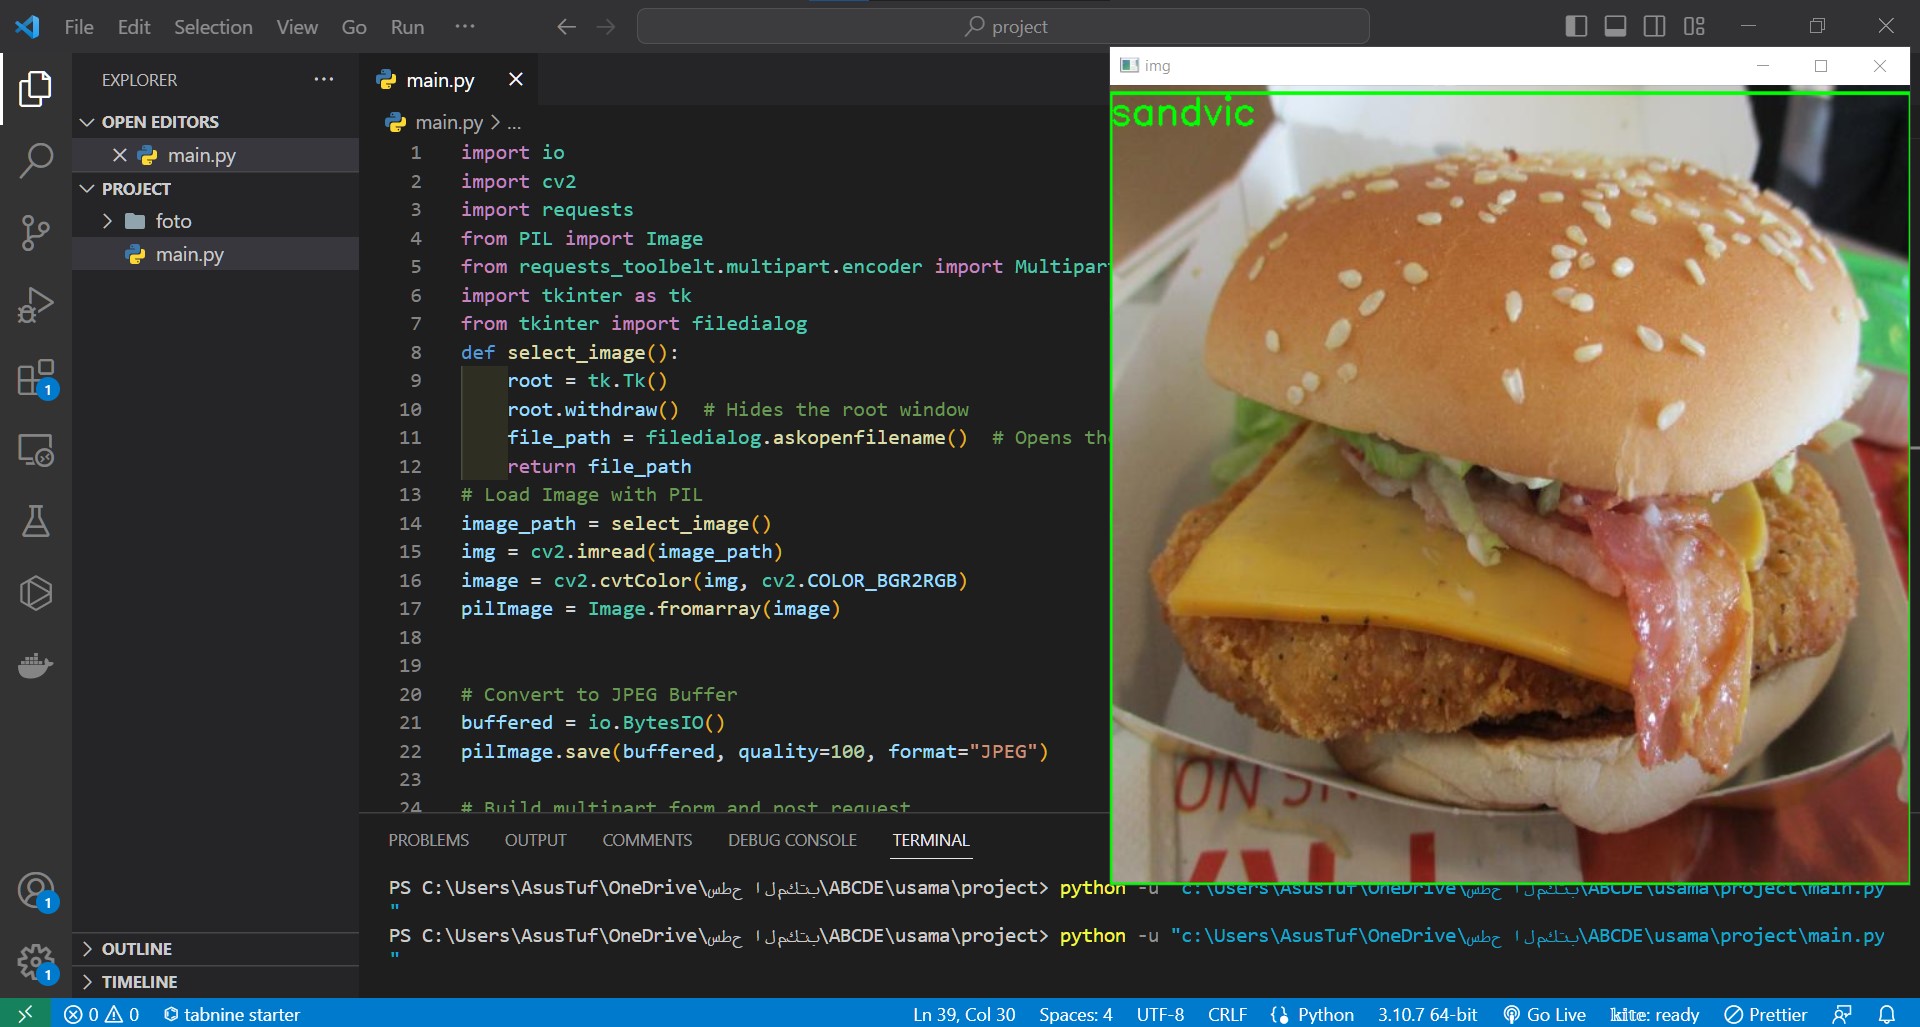 File Edit Selection View Go Run ···
project
EXPLORER
OPEN EDITORS
main.py
PROJECT
foto
main.py
OUTLINE
TIMELINE
main.py
main.py > ...
1 import io
2 import cv2
3 import requests
4 from PIL import Image
5 from requests_toolbelt.multipart.encoder import Multipar
6 import tkinter as tk
7 from tkinter import filedialog
8 def select_image():
9 root = tk.Tk()
10 root.withdraw() # Hides the root window
11 file_path = filedialog.askopenfilename() # Opens the
12 return file_path
13 # Load Image with PIL
14 image_path = select_image()
15 img = cv2.imread(image_path)
16 image = cv2.cvtColor(img, cv2.COLOR_BGR2RGB)
17 pilImage = Image.fromarray(image)
18
19
20 # Convert to JPEG Buffer
21 buffered = io.BytesIO()
22 pilImage.save(buffered, quality=100, format="JPEG")
23
24 # Build multipart form and post request
img
sandvic
ON SN
PROBLEMS OUTPUT COMMENTS DEBUG CONSOLE TERMINAL
PS C:\Users\AsusTuf\OneDrive\سطح المكتب\ABCDE\usama\project> python -u "c:\Users\AsusTuf\OneDrive\سطح المكتب\ABCDE\usama\project\main.py
"
PS C:\Users\AsusTuf\OneDrive\سطح المكتب\ABCDE\usama\project> python -u "c:\Users\AsusTuf\OneDrive\سطح المكتب\ABCDE\usama\project\main.py
"
1
1
1
0 0 tabnine starter
Ln 39, Col 30 Spaces: 4 UTF-8 CRLF Python 3.10.7 64-bit Go Live kite: ready Prettier